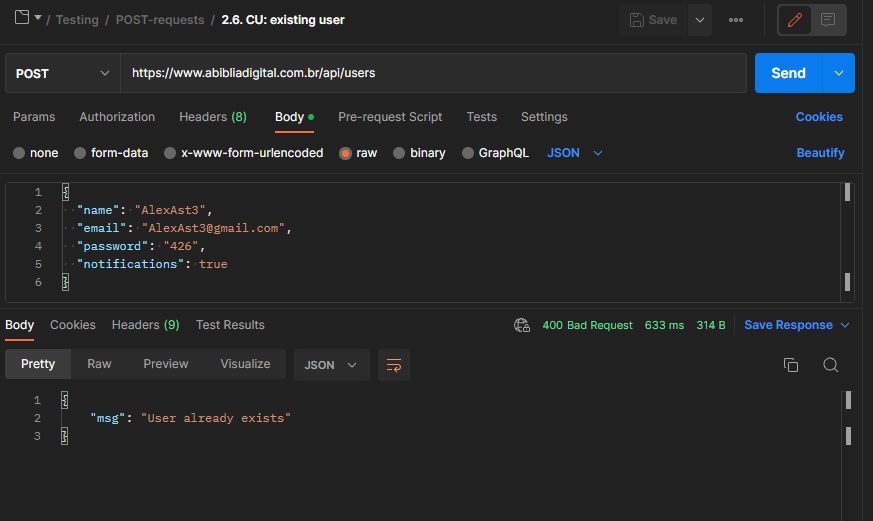 / Testing / POST-requests / 2.6. CU: existing user Save
POST https://www.abibliadigital.com.br/api/users Send
Params Authorization Headers (8) Body Pre-request Script Tests Settings Cookies
none form-data x-www-form-urlencoded raw binary GraphQL JSON Beautify
1 {
2 "name": "AlexAst3",
3 "email": "AlexAst3@gmail.com",
4 "password": "426",
5 "notifications": true
6 }
Body Cookies Headers (9) Test Results 400 Bad Request 633 ms 314 B Save Response
Pretty Raw Preview Visualize JSON
1 {
2 "msg": "User already exists"
3 }